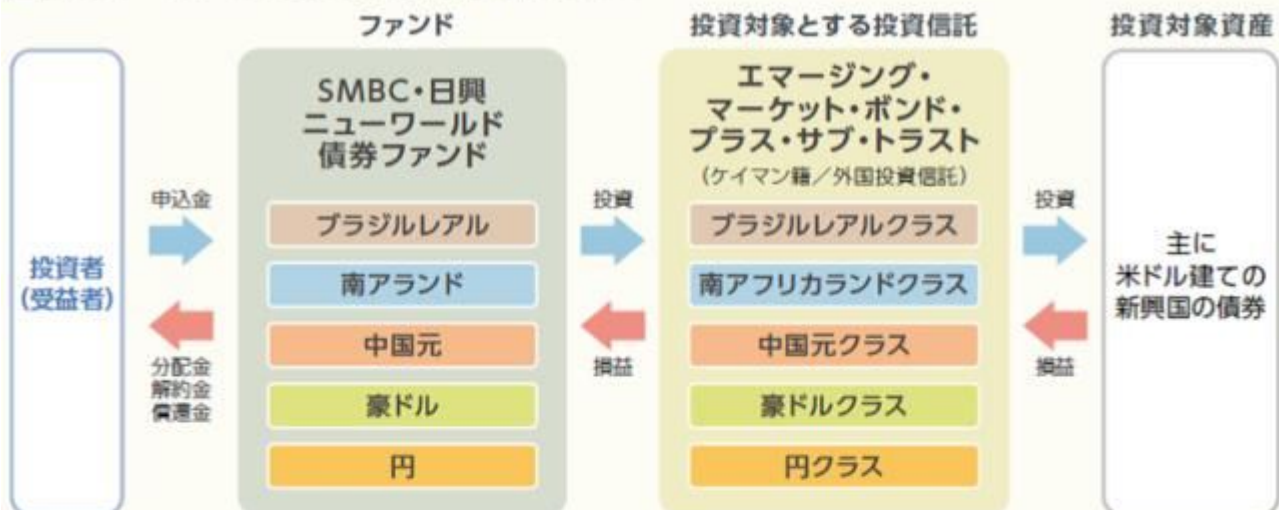 ファンド
投資対象とする投資信託
投資対象資産
投資者
(受益者)
申込金
分配金
解約金
償還金
SMBC・日興
ニューワールド
債券ファンド
ブラジルレアル
南アランド
中国元
豪ドル
円
投資
損益
エマージング・
マーケット・ボンド・
プラス・サブ・トラスト
(ケイマン籍/外国投資信託)
ブラジルレアルクラス
南アフリカランドクラス
中国元クラス
豪ドルクラス
円クラス
投資
損益
主に
米ドル建ての
新興国の債券